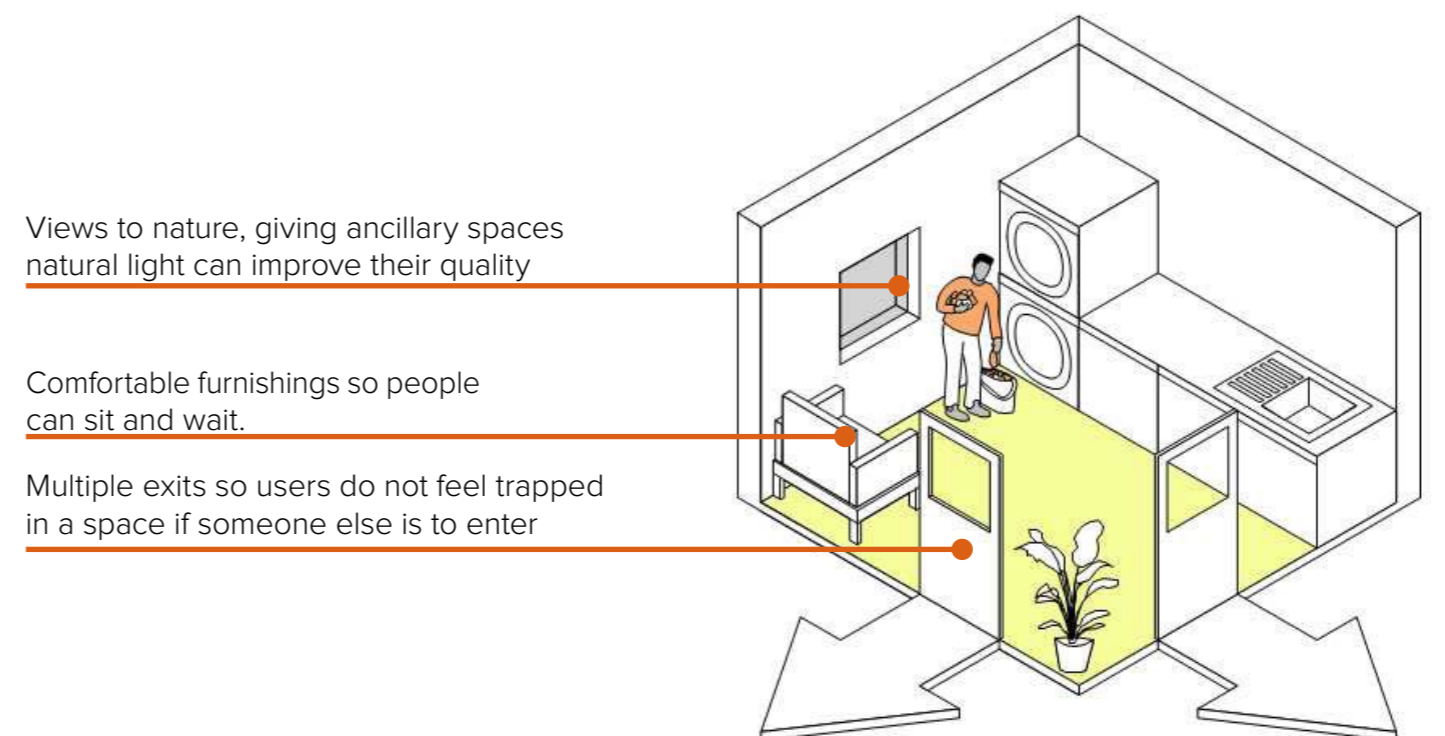 Views to nature, giving ancillary spaces
natural light can improve their quality
Comfortable furnishings so people
can sit and wait.
Multiple exits so users do not feel trapped
in a space if someone else is to enter